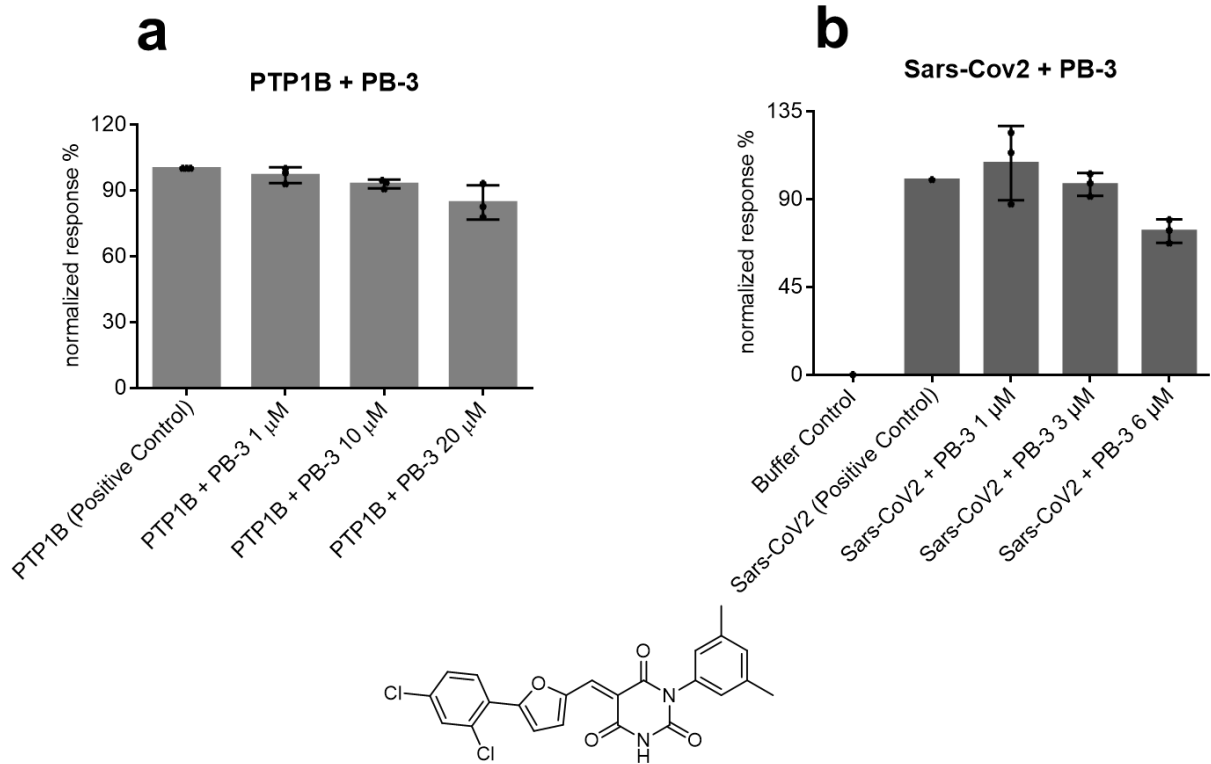 a
PTP1B + PB-3
normalized response %
120
90
60
30
0
PTP1B (Positive Control)
PTP1B + PB-3 1 μM
PTP1B + PB-3 10 μM
PTP1B + PB-3 20 μM
b
Sars-Cov2 + PB-3
normalized response %
135
90
45
0
Buffer Control
Sars-CoV2 (Positive Control)
Sars-CoV2 + PB-3 1 μM
Sars-CoV2 + PB-3 3 μM
Sars-CoV2 + PB-3 6 μM
O
O
Cl
N
Cl
O
N
O
H